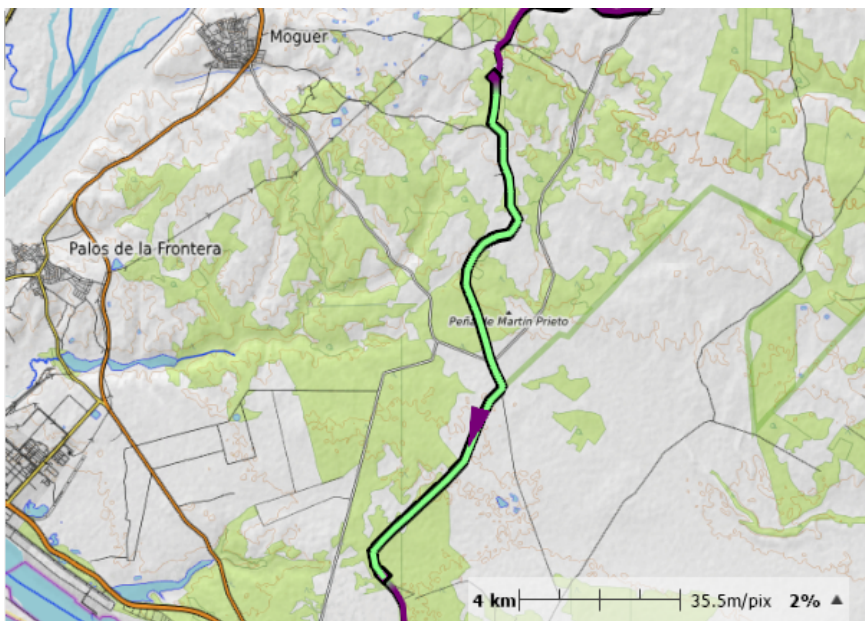 Moguer
Palos de la Frontera
Peña de Martín Prieto
4 km 35.5m/pix 2%